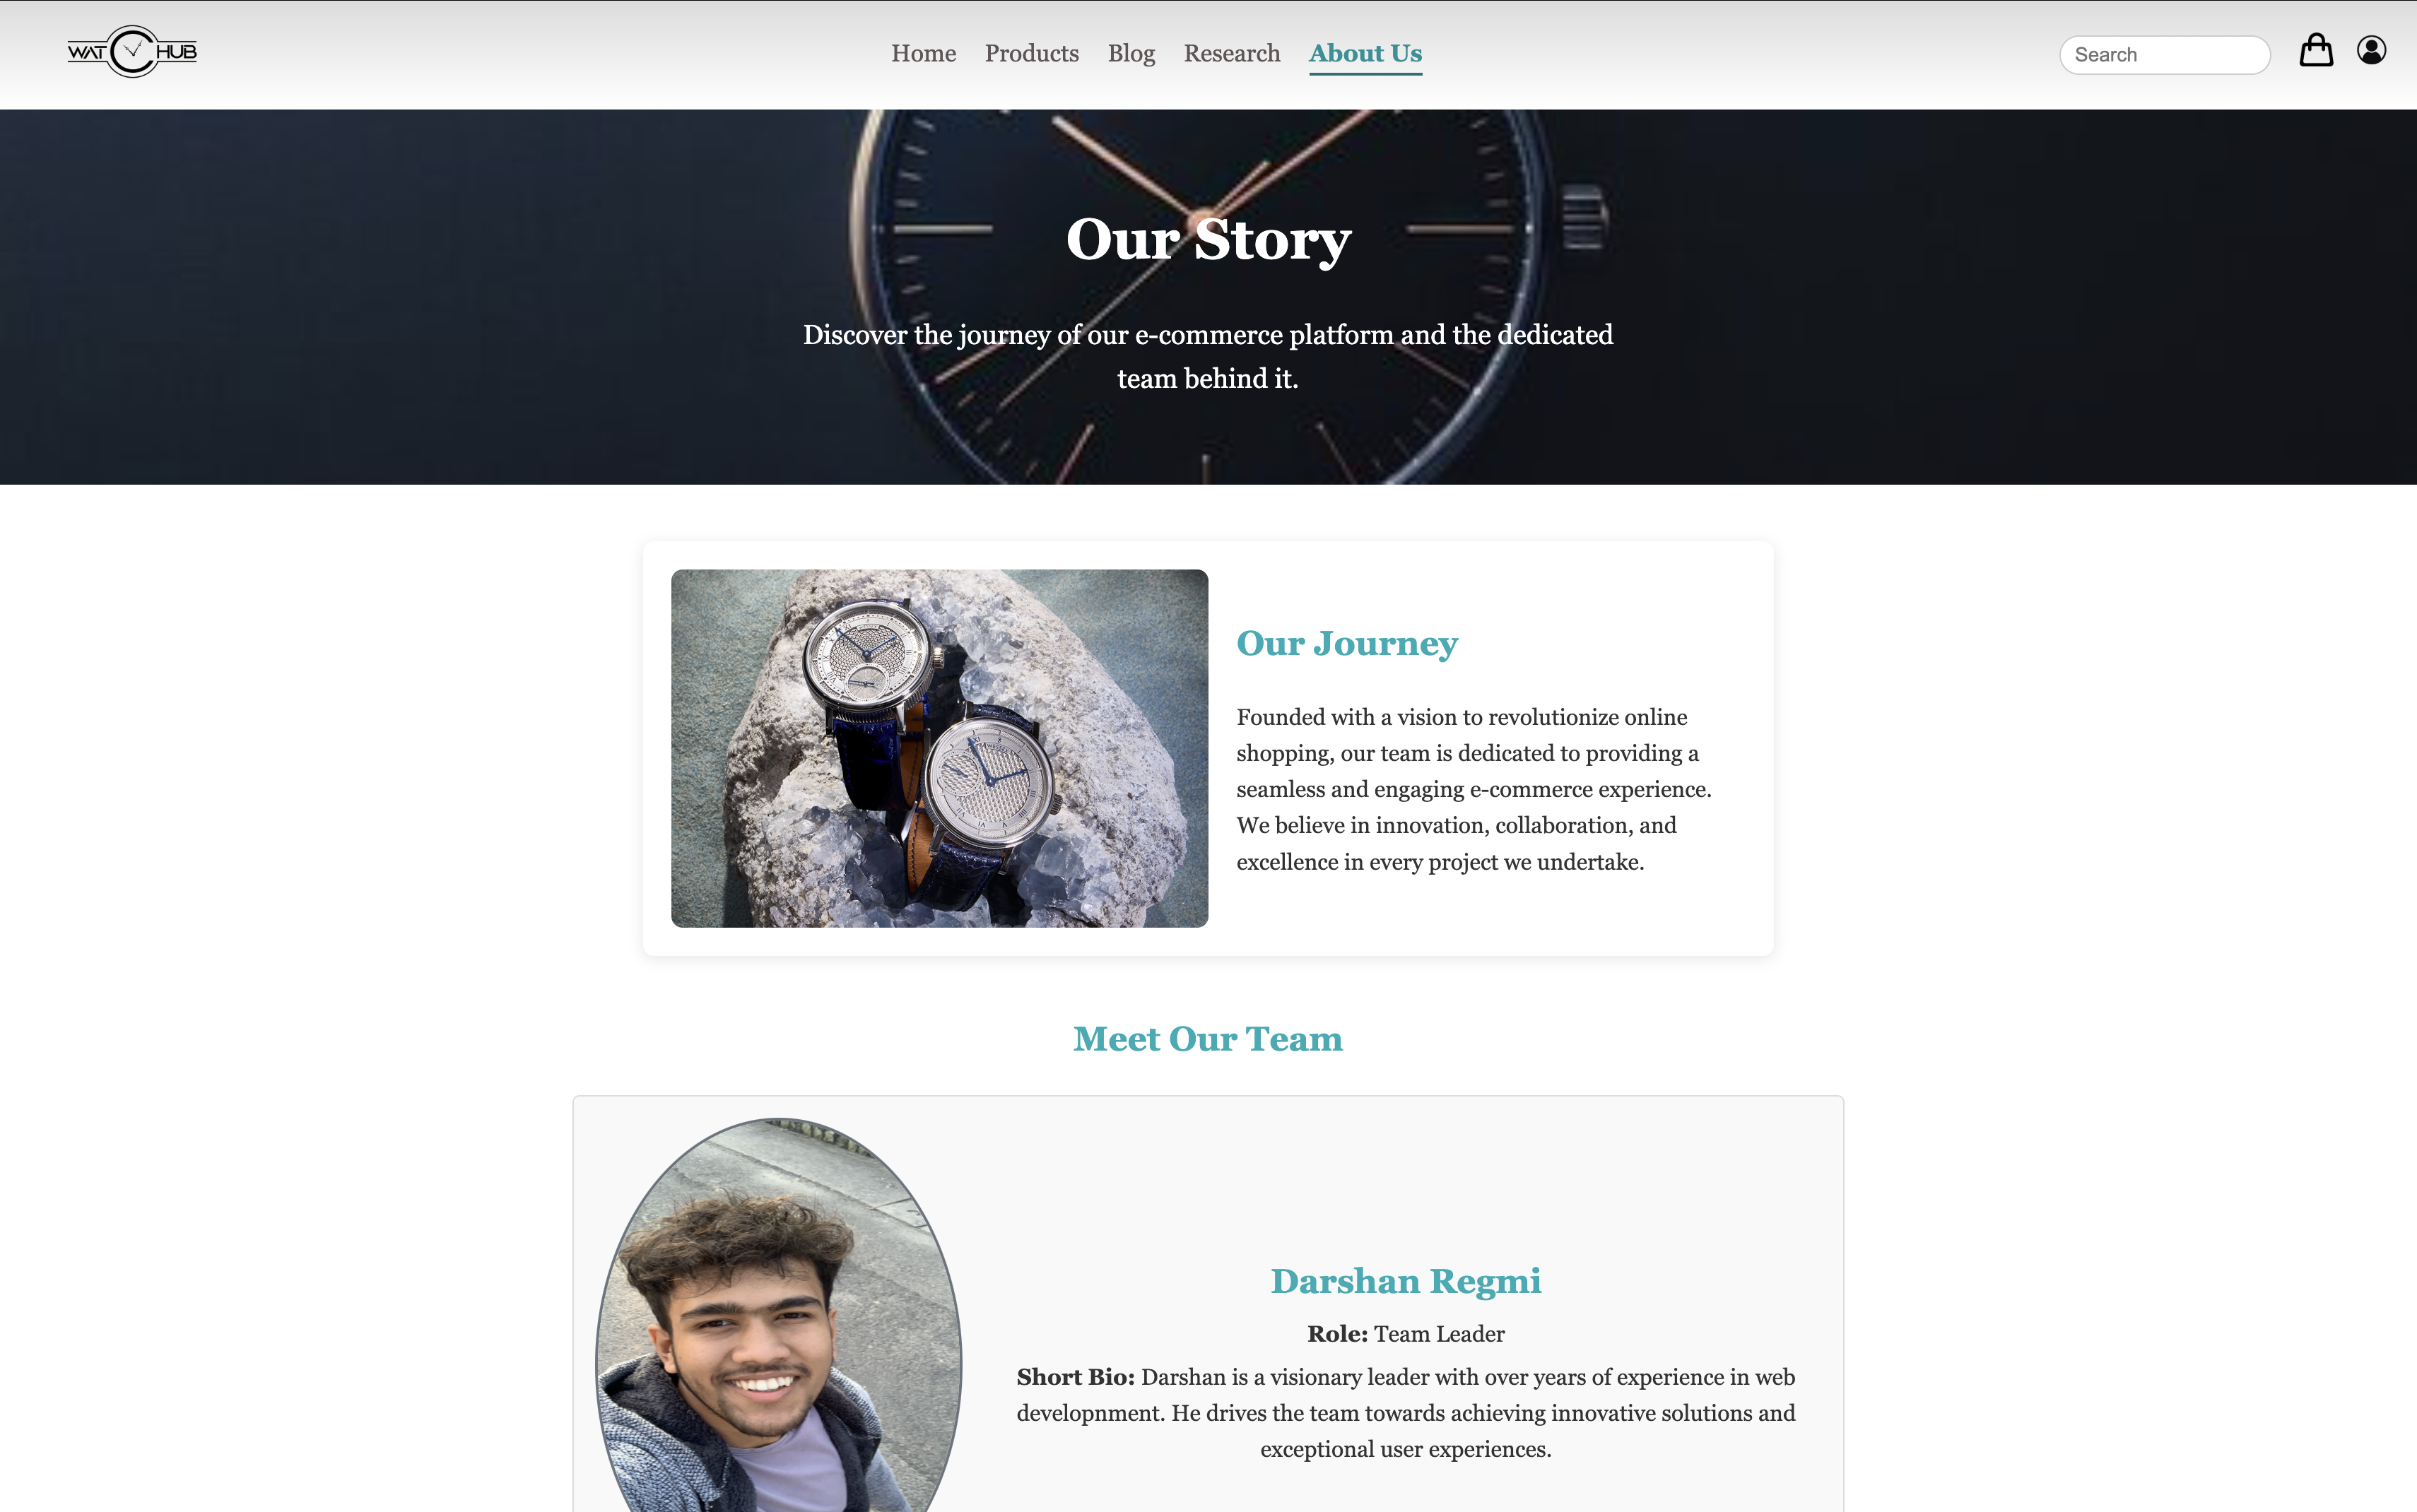 WATCHUB
Home Products Blog Research About Us
Search
Our Story
Discover the journey of our e-commerce platform and the dedicated
team behind it.
Our Journey
Founded with a vision to revolutionize online
shopping, our team is dedicated to providing a
seamless and engaging e-commerce experience.
We believe in innovation, collaboration, and
excellence in every project we undertake.
Meet Our Team
Darshan Regmi
Role: Team Leader
Short Bio: Darshan is a visionary leader with over years of experience in web
developnment. He drives the team towards achieving innovative solutions and
exceptional user experiences.